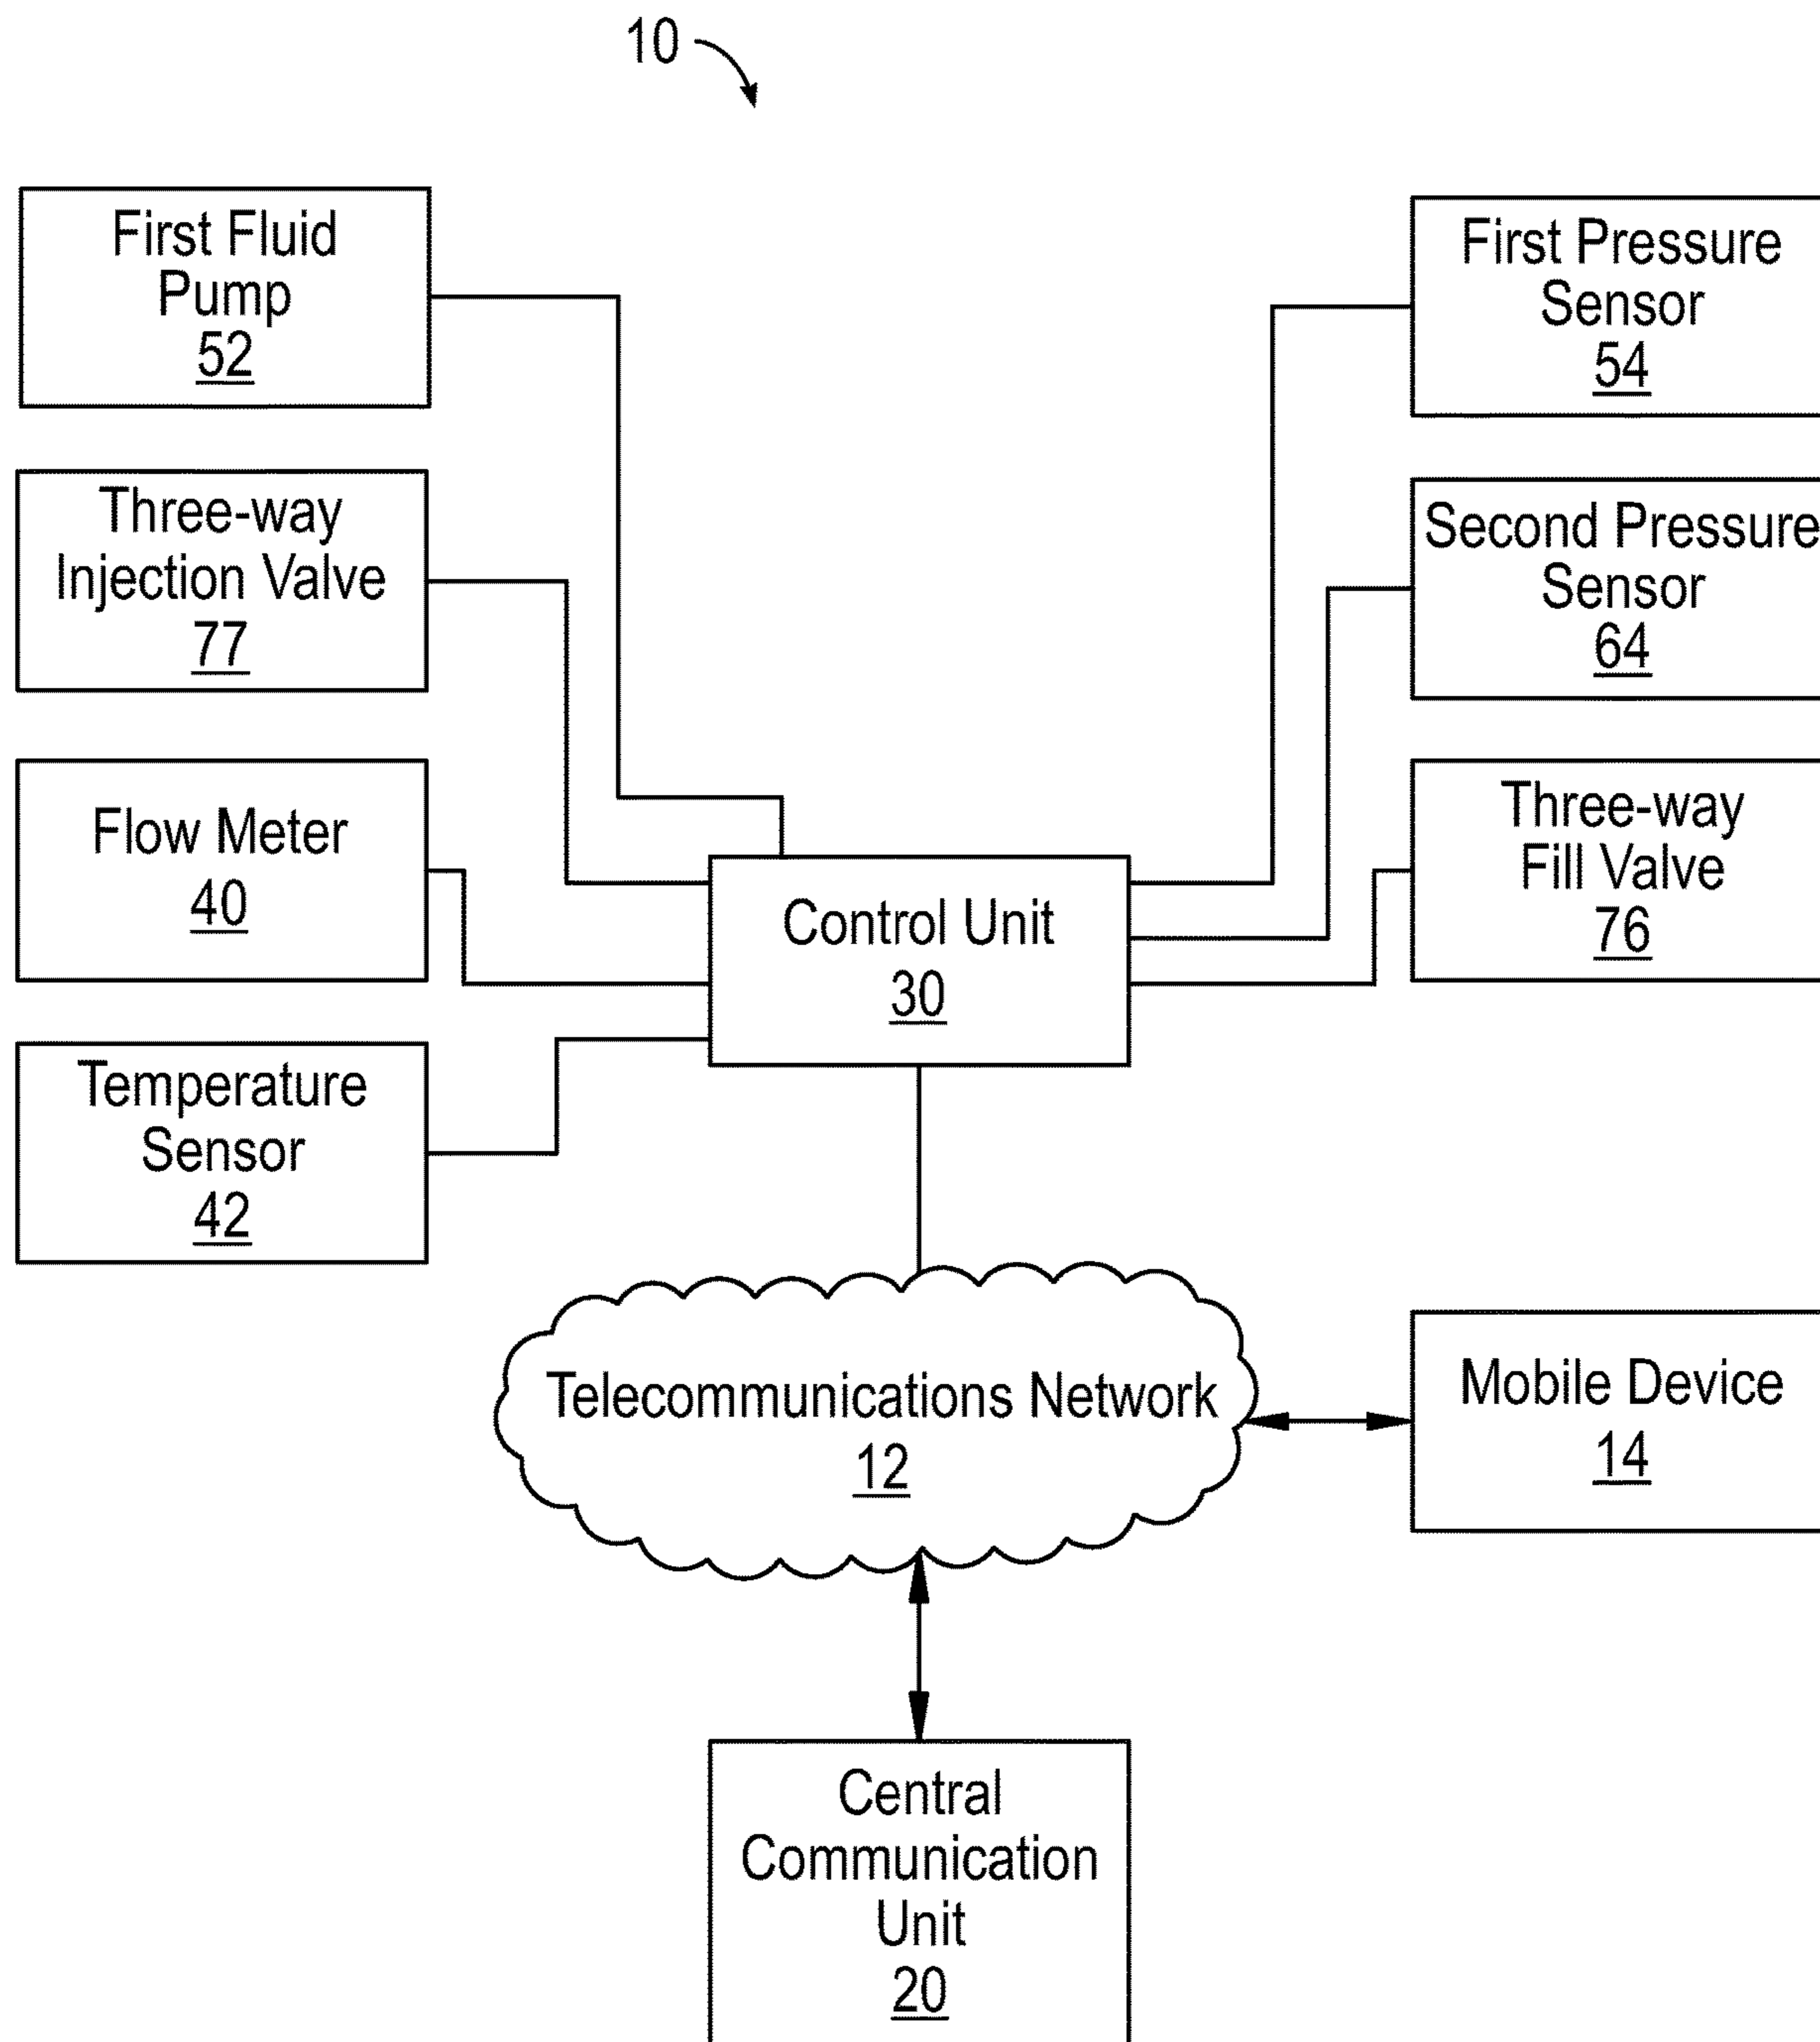 10
First Fluid
Pump
52
First Pressure
Sensor
54
Three-way
Injection Valve
77
Second Pressure
Sensor
64
Flow Meter
40
Three-way
Fill Valve
76
Control Unit
30
Temperature
Sensor
42
Telecommunications Network
12
Mobile Device
14
Central
Communication
Unit
20